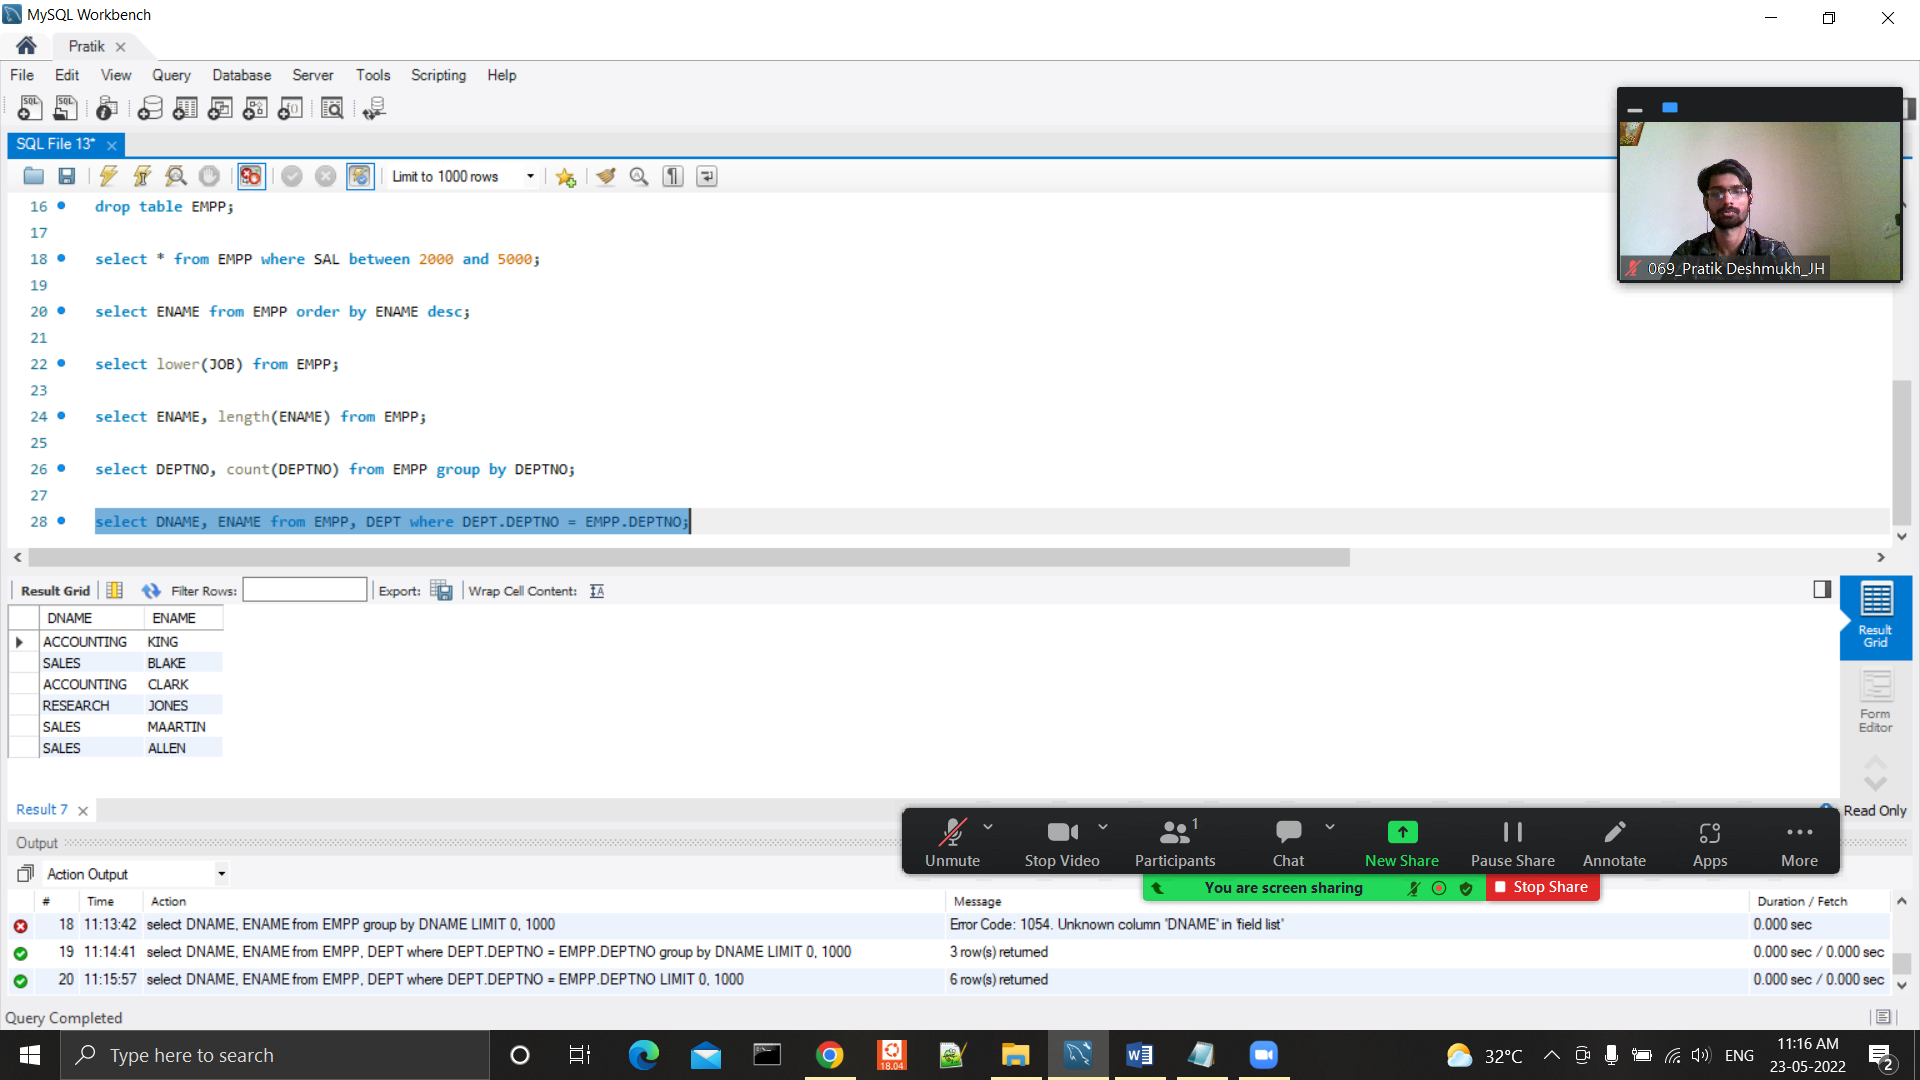 MySQL Workbench
Pratik
File Edit View Query Database Server Tools Scripting Help
SQL File 13*
Limit to 1000 rows
069_Pratik Deshmukh_JH
16 drop table EMPP;
17
18 select * from EMPP where SAL between 2000 and 5000;
19
20 select ENAME from EMPP order by ENAME desc;
21
22 select lower(JOB) from EMPP;
23
24 select ENAME, length(ENAME) from EMPP;
25
26 select DEPTNO, count(DEPTNO) from EMPP group by DEPTNO;
27
28 select DNAME, ENAME from EMPP, DEPT where DEPT.DEPTNO = EMPP.DEPTNO;
Result Grid Filter Rows: Export: Wrap Cell Content:
DNAME ENAME
ACCOUNTING KING
SALES BLAKE
ACCOUNTING CLARK
RESEARCH JONES
SALES MAARTIN
SALES ALLEN
Result Grid
Form Editor
Result 7
Read Only
Unmute Stop Video Participants 1 Chat New Share Pause Share Annotate Apps More
You are screen sharing Stop Share
Output
Action Output
# Time Action Message Duration / Fetch
18 11:13:42 select DNAME, ENAME from EMPP group by DNAME LIMIT 0, 1000 Error Code: 1054. Unknown column 'DNAME' in 'field list' 0.000 sec
19 11:14:41 select DNAME, ENAME from EMPP, DEPT where DEPT.DEPTNO = EMPP.DEPTNO group by DNAME LIMIT 0, 1000 3 row(s) returned 0.000 sec / 0.000 sec
20 11:15:57 select DNAME, ENAME from EMPP, DEPT where DEPT.DEPTNO = EMPP.DEPTNO LIMIT 0, 1000 6 row(s) returned 0.000 sec / 0.000 sec
Query Completed
Type here to search
18.04
32°C
ENG
11:16 AM
23-05-2022
2